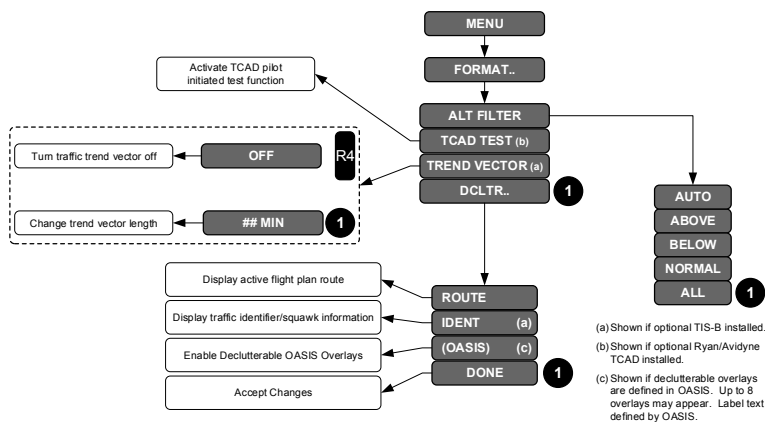 MENU
FORMAT..
Activate TCAD pilot
initiated test function
ALT FILTER
TCAD TEST (b)
TREND VECTOR (a)
DCLTR..
1
Turn traffic trend vector off
OFF
R4
Change trend vector length
## MIN
1
AUTO
ABOVE
BELOW
NORMAL
ALL
1
Display active flight plan route
ROUTE
Display traffic identifier/squawk information
IDENT (a)
Enable Declutterable OASIS Overlays
(OASIS) (c)
Accept Changes
DONE
1
(a) Shown if optional TIS-B installed.
(b) Shown if optional Ryan/Avidyne
TCAD installed.
(c) Shown if declutterable overlays
are defined in OASIS. Up to 8
overlays may appear. Label text
defined by OASIS.